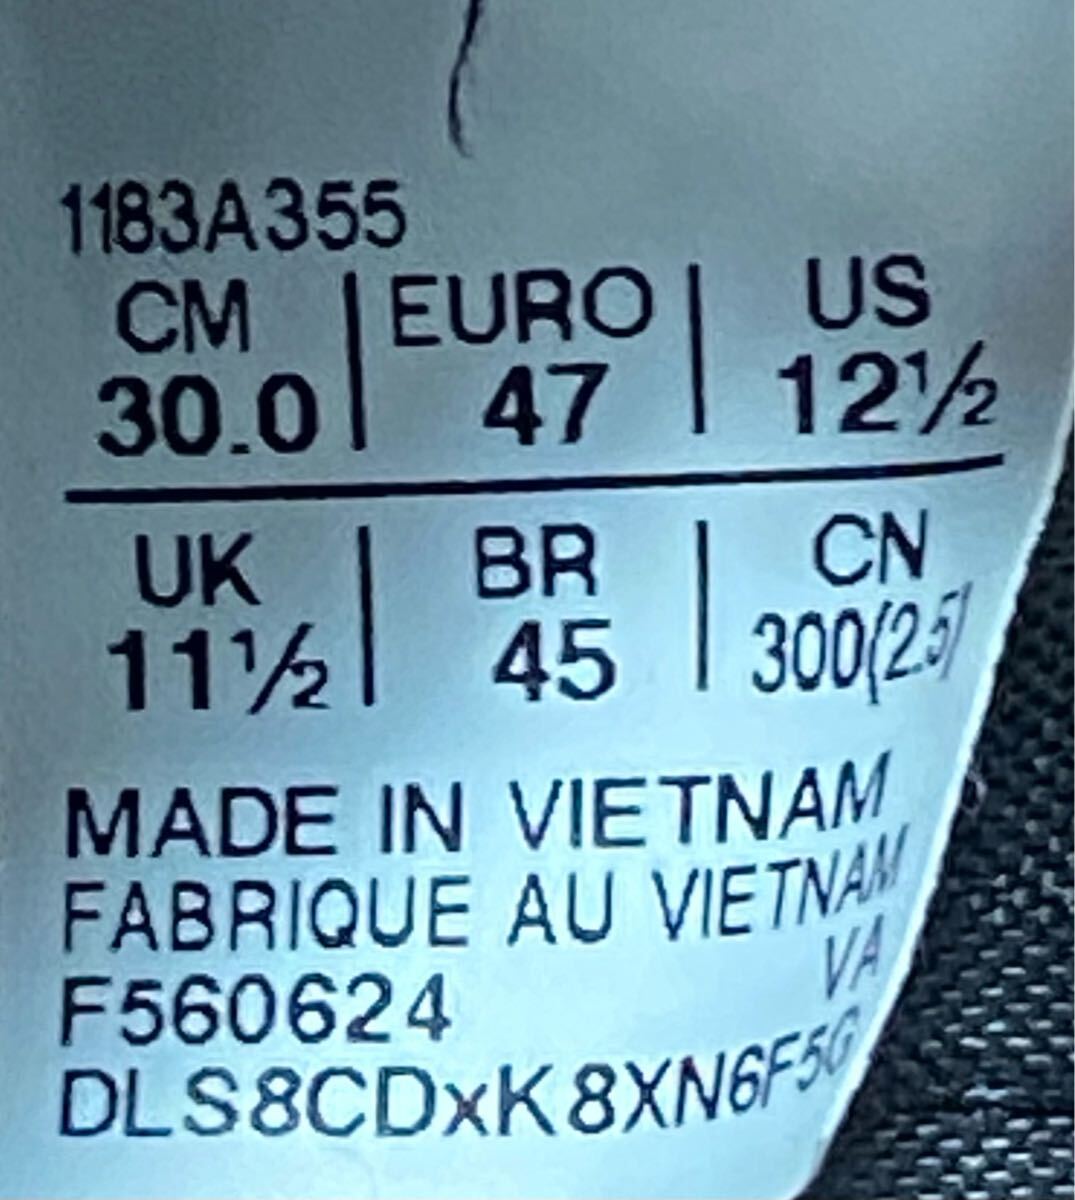 1183A355
CM | EURO | US
30.0 | 47 | 12½
UK | BR | CN
11½ | 45 | 300(2.5)
MADE IN VIETNAM
FABRIQUE AU VIETNAM
VA
F560624
DLS8CDxK8XN6F5G